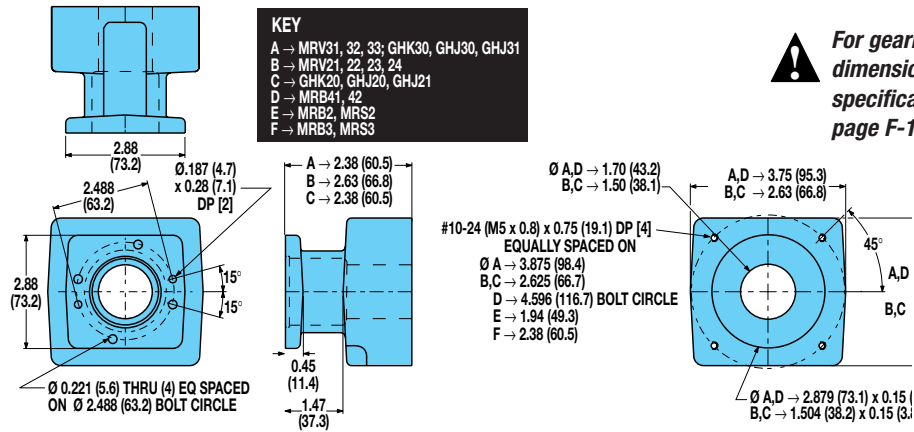 KEY
A → MRV31, 32, 33; GHK30, GHJ30, GHJ31
B → MRV21, 22, 23, 24
C → GHK20, GHJ20, GHJ21
D → MRB41, 42
E → MRB2, MRS2
F → MRB3, MRS3
For
dimension
page F-1
2.88
(73.2)
2.488
(63.2)
Ø.187 (4.7)
x 0.28 (7.1)
DP [2]
2.88
(73.2)
15°
15°
Ø 0.221 (5.6) THRU (4) EQ SPACED
ON Ø 2.488 (63.2) BOLT CIRCLE
A → 2.38 (60.5)
B → 2.63 (66.8)
C → 2.38 (60.5)
0.45
(11.4)
1.47
(37.3)
Ø A,D → 1.70 (43.2)
B,C → 1.50 (38.1)
A,D → 3.75 (95.3)
B,C → 2.63 (66.8)
#10-24 (M5 x 0.8) x 0.75 (19.1) DP [4]
EQUALLY SPACED ON
Ø A → 3.875 (98.4)
B,C → 2.625 (66.7)
D → 4.596 (116.7) BOLT CIRCLE
E → 1.94 (49.3)
F → 2.38 (60.5)
45°
A,D
B,C
Ø A,D → 2.879 (73.1) x 0.15 (
B,C → 1.504 (38.2) x 0.15 (3.8